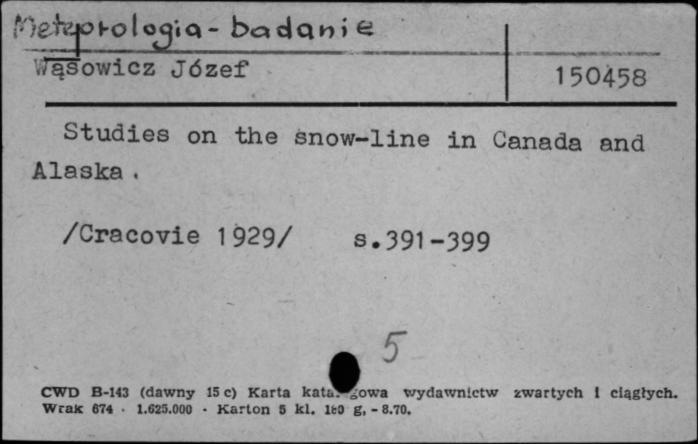 Meteorologia - badanie
Wąsowicz Józef
150458
Studies on the snow-line in Canada and
Alaska.
/Cracovie 1929/ s.391-399
5
CWD B-143 (dawny 15 c) Karta kata gowa wydawnictw zwartych i ciągłych.
Wrak 674 · 1.625.000 · Karton 5 kl. g, - 8.70.